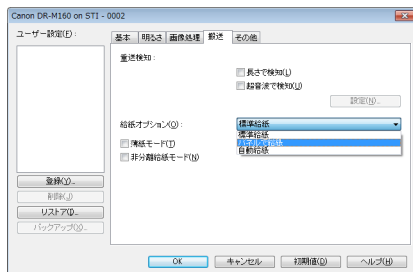 Canon DR-M160 on STI - 0002
ユーザー設定(F):
基本 明るさ 画像処理 搬送 その他
重送検知:
長さで検知(L)
超音波で検知(U)
設定(N)...
給紙オプション(O):
標準給紙
標準給紙
パネルで給紙
自動給紙
薄紙モード(T)
非分離給紙モード(N)
登録(Y)...
削除(J)
リストア(I)...
バックアップ(X)...
OK キャンセル 初期値(D) ヘルプ(H)